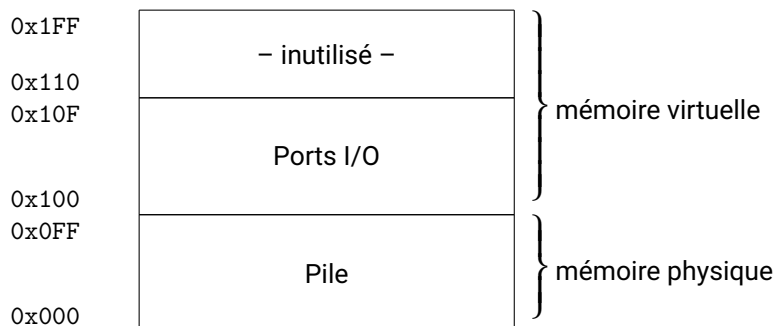 0x1FF
– inutilisé –
0x110
mémoire virtuelle
0x10F
Ports I/O
0x100
0x0FF
Pile
mémoire physique
0x000